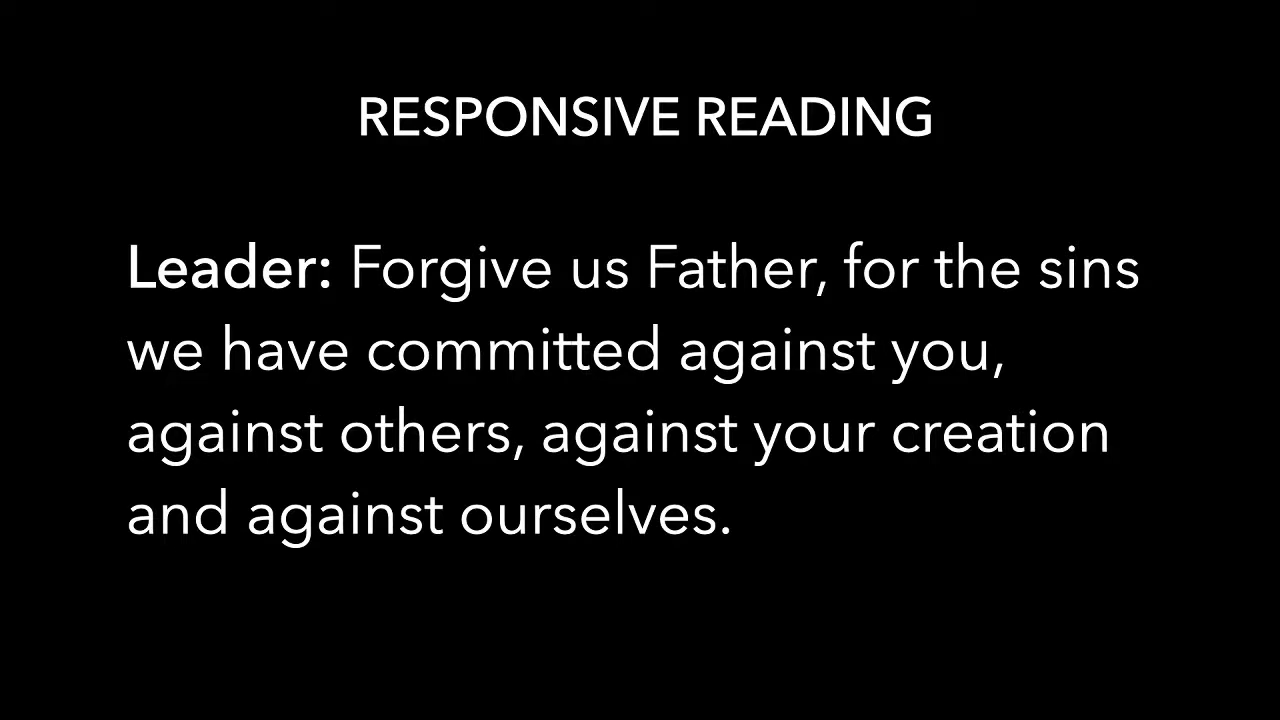 RESPONSIVE READING
Leader: Forgive us Father, for the sins
we have committed against you,
against others, against your creation
and against ourselves.